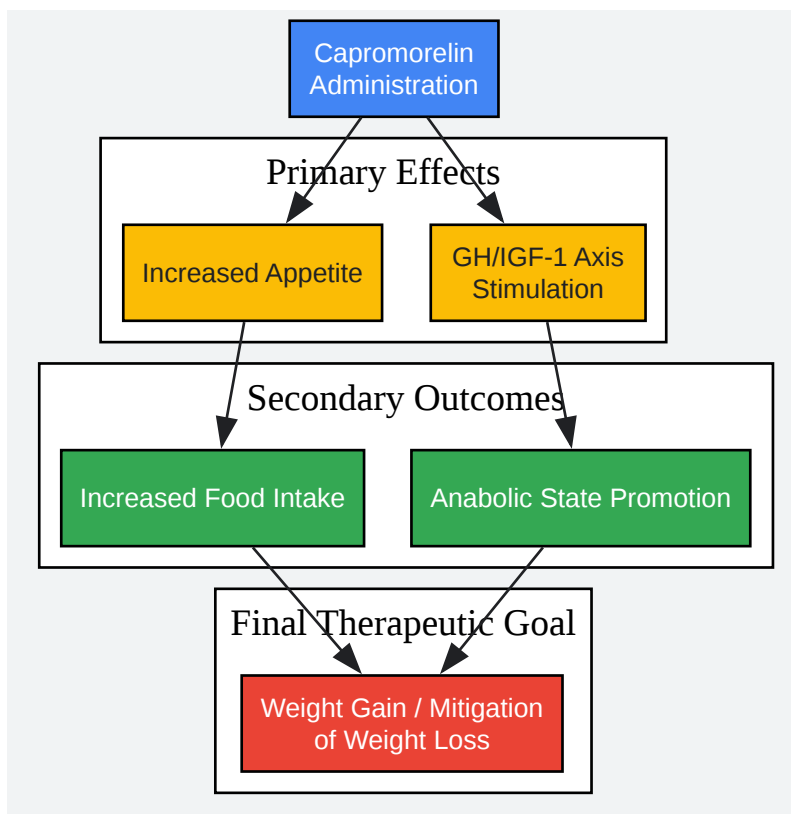 Capromorelin
Administration
Primary Effects
Increased Appetite
GH/IGF-1 Axis
Stimulation
Secondary Outcomes
Increased Food Intake
Anabolic State Promotion
Final Therapeutic Goal
Weight Gain / Mitigation
of Weight Loss